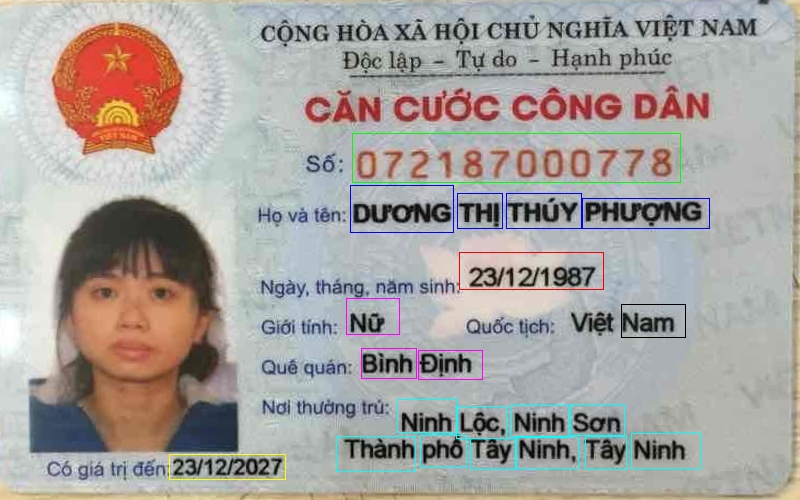 CỘNG HÒA XÃ HỘI CHỦ NGHĨA VIỆT NAM
Độc lập – Tự do – Hạnh phúc
CĂN CƯỚC CÔNG DÂN
Số: 072187000778
Họ và tên: DƯƠNG THỊ THÚY PHƯỢNG
Ngày, tháng, năm sinh: 23/12/1987
Giới tính: Nữ Quốc tịch: Việt Nam
Quê quán: Bình Định
Nơi thường trú: Ninh Lộc, Ninh Sơn
Thành phố Tây Ninh, Tây Ninh
Có giá trị đến: 23/12/2027